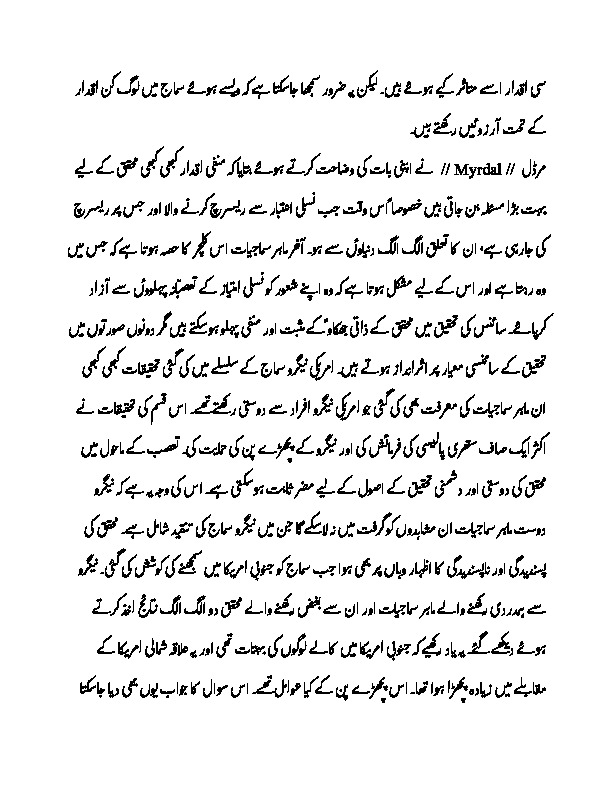 سی اقدار اسے متاثر کیے ہوئے ہیں۔ لیکن یہ ضرور سمجھا جاسکتا ہے کہ ویسے ہوئے سماج میں لوگ کن اقدار
کے تحت آرزوئیں رکھتے ہیں۔
مرڈل // Myrdal // نے اپنی بات کی وضاحت کرتے ہوئے بتایا کہ منفی اقدار کبھی کبھی محقق کے لیے
بہت بڑا مسئلہ بن جاتی ہیں خصوصاً اس وقت جب نسلی اعتبار سے ریسرچ کرنے والا اور جس پر ریسرچ
کی جارہی ہے، ان کا تعلق الگ الگ دنیاؤں سے ہو۔ آخر ماہر سماجیات اس کلچر کا حصہ ہوتا ہے کہ جس میں
وہ رہتا ہے اور اس کے لیے مشکل ہوتا ہے کہ وہ اپنے شعور کو نسلی امتیاز کے تعصبانہ پہلوؤں سے آزاد
کرپائے۔ سائنس کی تحقیق میں محقق کے ذاتی جھکاو کے مثبت اور منفی پہلو ہوسکتے ہیں مگر دونوں صورتوں میں
تحقیق کے سائنسی معیار پر اثرانداز ہوتے ہیں۔ امریکی نیگرو سماج کے سلسلے میں کی گئی تحقیقات کبھی کبھی
ان ماہر سماجیات کی معرفت بھی کی گئی جو امریکی نیگرو افراد سے دوستی رکھتے تھے۔ اس قسم کی تحقیقات نے
اکثر ایک صاف ستھری پالیسی کی فرمائش کی اور نیگرو کے پچھڑے پن کی حمایت کی۔ تعصب کے ماحول میں
محقق کی دوستی اور دشمنی تحقیق کے اصول کے لیے مضر ثابت ہوسکتی ہے۔ اس کی وجہ یہ ہے کہ نیگرو
دوست ماہر سماجیات ان مشاہدوں کو گرفت میں نہ لاسکے گا جن میں نیگرو سماج کی تنقید شامل ہے۔ محقق کی
پسندیدگی اور ناپسندیدگی کا اظہار وہاں پر بھی ہوا جب سماج کو جنوبی امریکا میں سمجھنے کی کوشش کی گئی۔ نیگرو
سے ہمدردی رکھنے والے ماہر سماجیات اور ان سے بغض رکھنے والے محقق دو الگ الگ نتائج اخذ کرتے
ہوئے دیکھے گئے۔ یہ یاد رکھیے کہ جنوبی امریکا میں کالے لوگوں کی بہتات تھی اور یہ علاقہ شمالی امریکا کے
مقابلے میں زیادہ پچھڑا ہوا تھا۔ اس پچھڑے پن کے کیا عوامل تھے۔ اس سوال کا جواب یوں بھی دیا جاسکتا